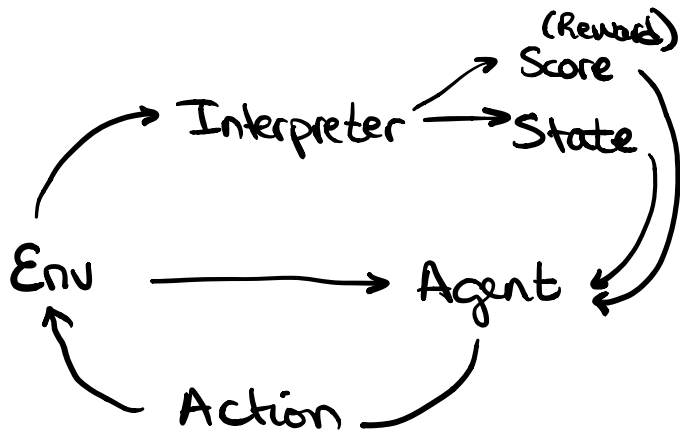 (Reward)
Score
Interpreter
State
Env
Agent
Action